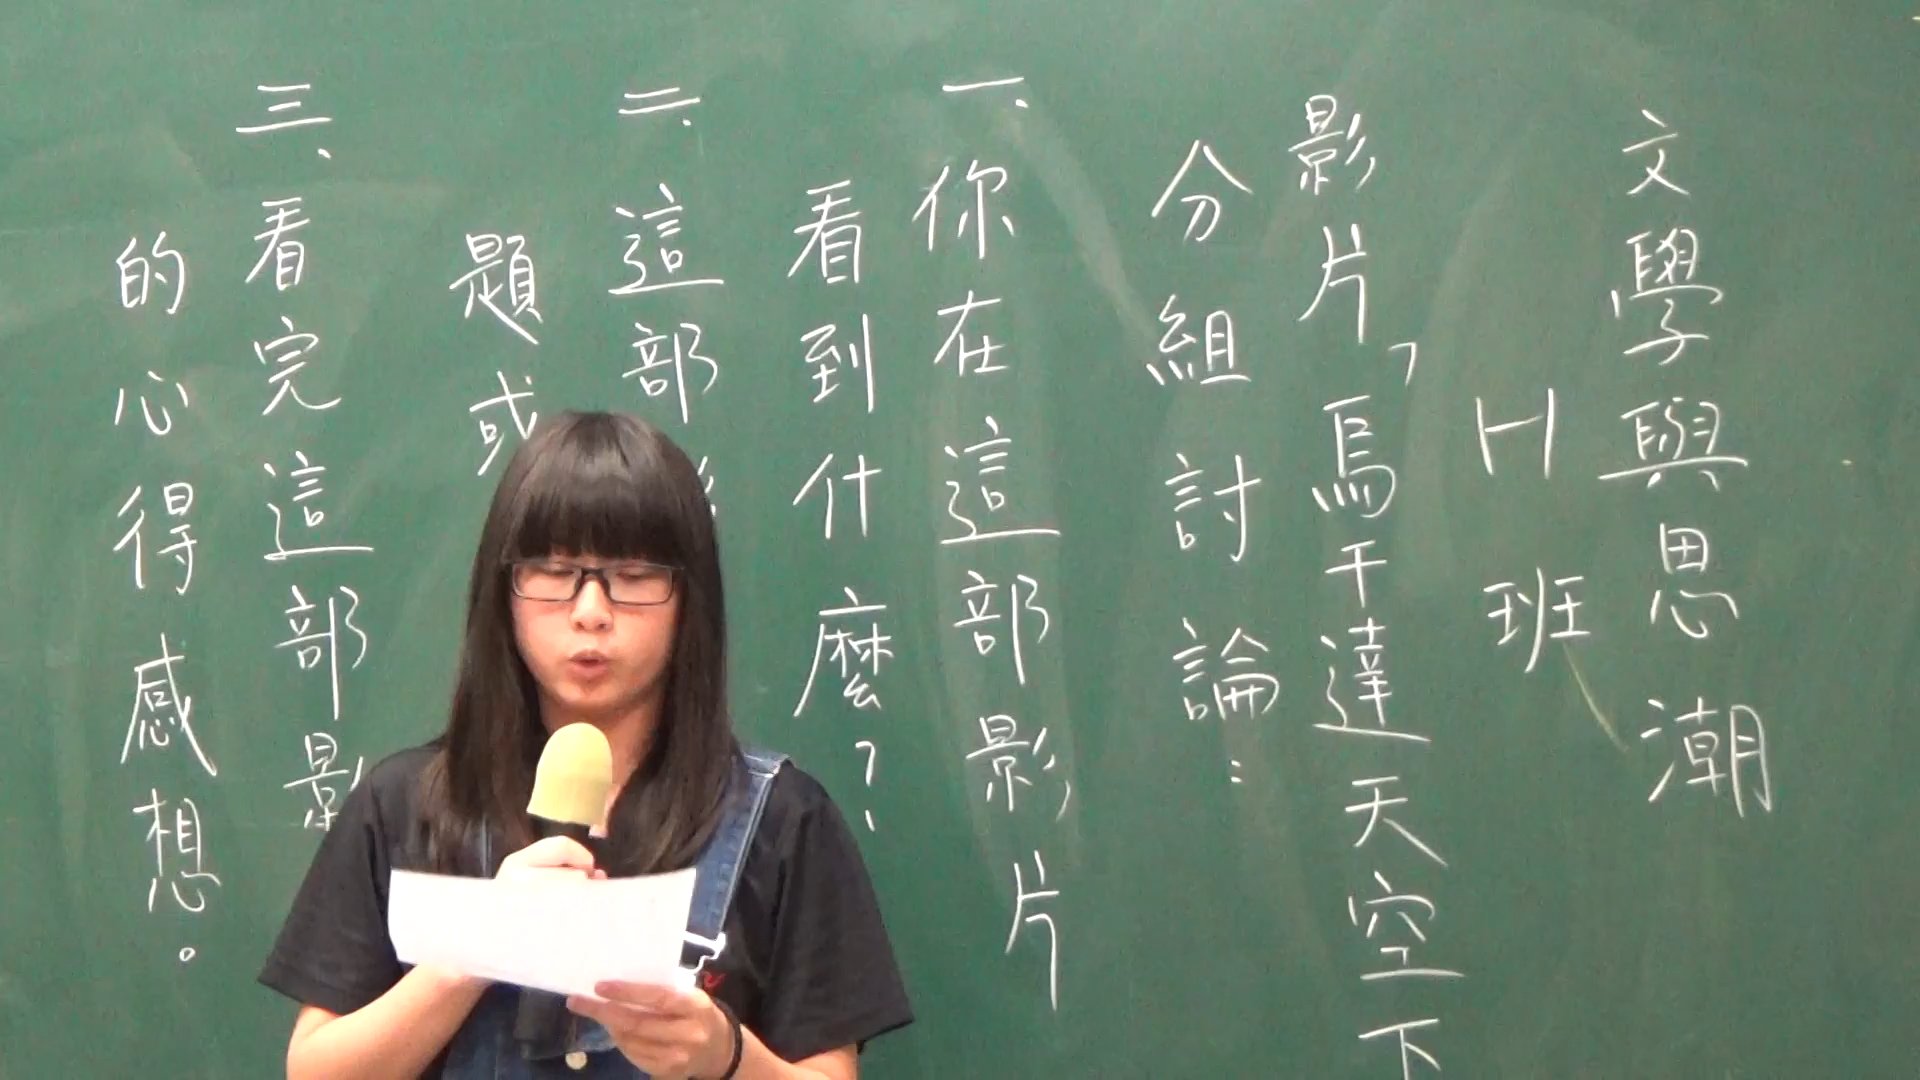 文學與思潮
H班
影片,烏干達天空下
分組討論:
一、你在這部影片
看到什麼?
二、這部
題或
三、看完這部影
的心得感想。